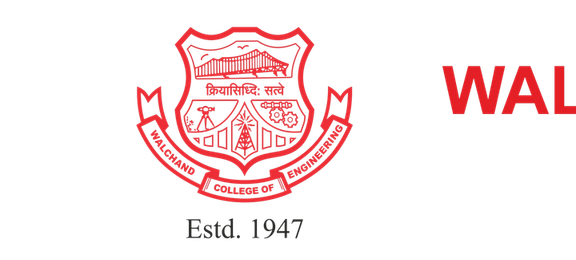 क्रियासिध्दि: सत्वे
WALCHAND COLLEGE OF ENGINEERING
Estd. 1947
WAL